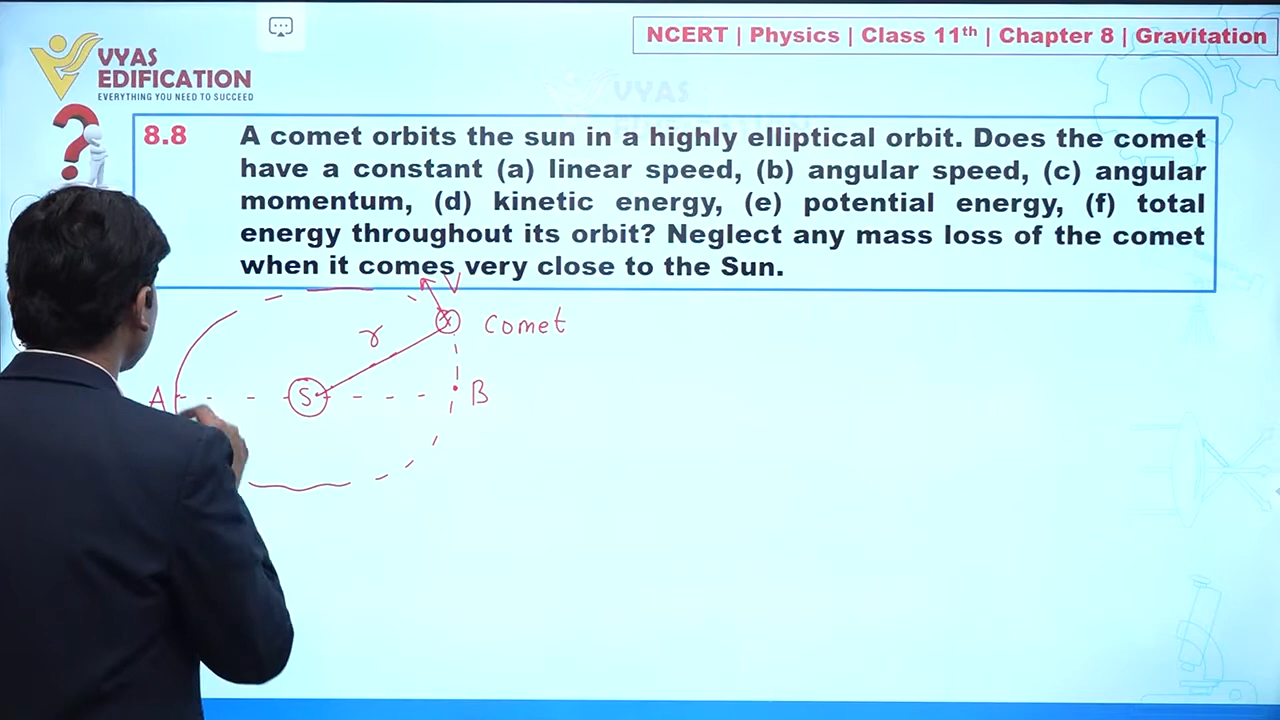 NCERT | Physics | Class 11th | Chapter 8 | Gravitation
VYAS
EDIFICATION
EVERYTHING YOU NEED TO SUCCEED
VYAS
8.8 A comet orbits the sun in a highly elliptical orbit. Does the comet
have a constant (a) linear speed, (b) angular speed, (c) angular
momentum, (d) kinetic energy, (e) potential energy, (f) total
energy throughout its orbit? Neglect any mass loss of the comet
when it comes very close to the Sun.
V
r
Comet
A
S
B